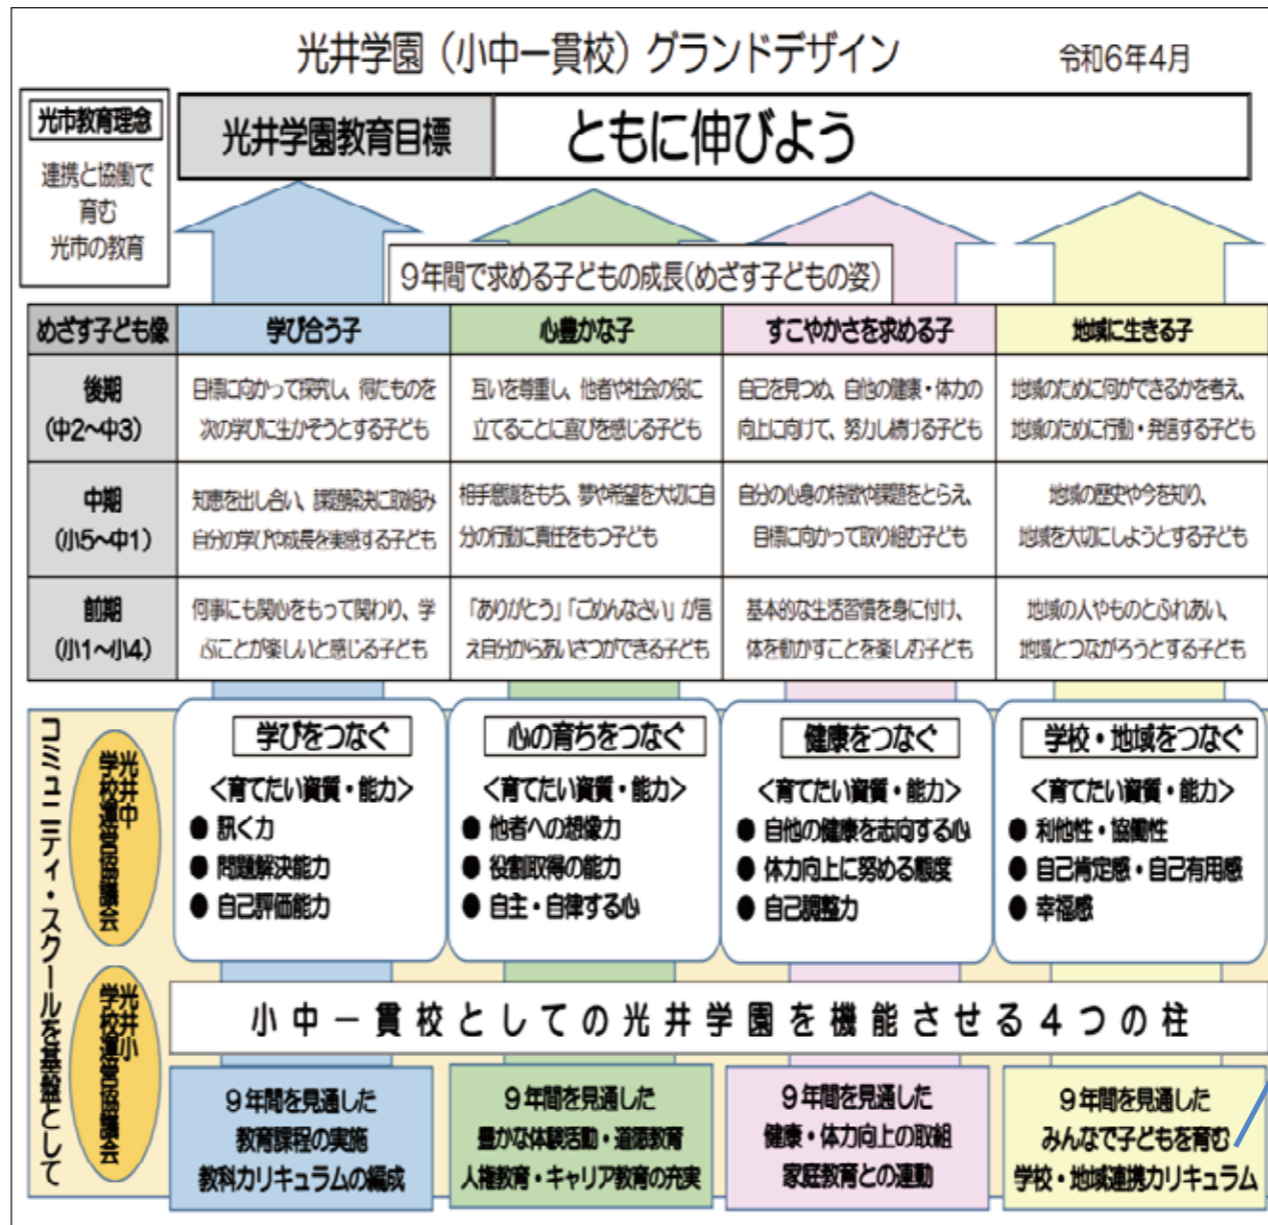 光井学園（小中一貫校）グランドデザイン
令和6年4月
光市教育理念
連携と協働で
育む
光市の教育
光井学園教育目標
ともに伸びよう
９年間で求める子どもの成長(めざす子どもの姿)
めざす子ども像
学び合う子
心豊かな子
すこやかさを求める子
地域に生きる子
後期
（中2～中3）
目標に向かって探究し、得たものを
次の学びに生かそうとする子ども
互いを尊重し、他者や社会の役に
立てることに喜びを感じる子ども
自己を見つめ、自他の健康・体力の
向上に向けて、努力し続ける子ども
地域のために何ができるかを考え、
地域のために行動・発信する子ども
中期
（小5～中1）
知恵を出し合い、課題解決に取組み
自分の学びや成長を実感する子ども
相手意識をもち、夢や希望を大切に自
分の行動に責任をもつ子ども
自分の心身の特徴や課題をとらえ、
目標に向かって取り組む子ども
地域の歴史や今を知り、
地域を大切にしようとする子ども
前期
（小1～小4）
何事にも関心をもって関わり、学
ぶことが楽しいと感じる子ども
「ありがとう」「ごめんなさい」が言
え自分からあいさつができる子ども
基本的な生活習慣を身に付け、
体を動かすことを楽しむ子ども
地域の人やものとふれあい、
地域とつながろうとする子ども
コミュニティ・スクールを基盤として
光井中
学校運営協議会
光井小
学校運営協議会
学びをつなぐ
＜育てたい資質・能力＞
● 訊く力
● 問題解決能力
● 自己評価能力
心の育ちをつなぐ
＜育てたい資質・能力＞
● 他者への想像力
● 役割取得の能力
● 自主・自律する心
健康をつなぐ
＜育てたい資質・能力＞
● 自他の健康を志向する心
● 体力向上に努める態度
● 自己調整力
学校・地域をつなぐ
＜育てたい資質・能力＞
● 利他性・協働性
● 自己肯定感・自己有用感
● 幸福感
小中一貫校としての光井学園を機能させる４つの柱
９年間を見通した
教育課程の実施
教科カリキュラムの編成
９年間を見通した
豊かな体験活動・道徳教育
人権教育・キャリア教育の充実
９年間を見通した
健康・体力向上の取組
家庭教育との連動
９年間を見通した
みんなで子どもを育む
学校・地域連携カリキュラム